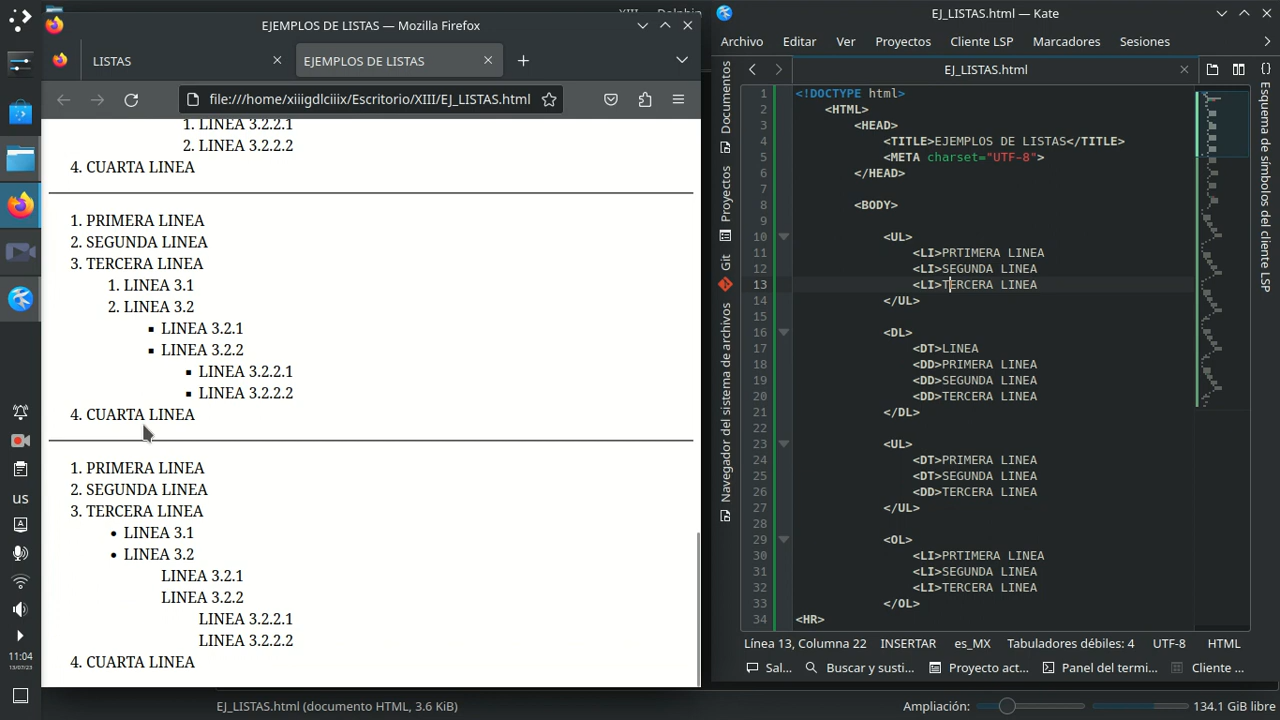 EJEMPLOS DE LISTAS — Mozilla Firefox
LISTAS
EJEMPLOS DE LISTAS
file:///home/xiiigdlciiix/Escritorio/XIII/EJ_LISTAS.html
1. LINEA 3.2.2.1
2. LINEA 3.2.2.2
4. CUARTA LINEA
1. PRIMERA LINEA
2. SEGUNDA LINEA
3. TERCERA LINEA
1. LINEA 3.1
2. LINEA 3.2
▪ LINEA 3.2.1
▪ LINEA 3.2.2
▪ LINEA 3.2.2.1
▪ LINEA 3.2.2.2
4. CUARTA LINEA
1. PRIMERA LINEA
2. SEGUNDA LINEA
3. TERCERA LINEA
• LINEA 3.1
• LINEA 3.2
LINEA 3.2.1
LINEA 3.2.2
LINEA 3.2.2.1
LINEA 3.2.2.2
4. CUARTA LINEA
us
11:04
13/07/23
EJ_LISTAS.html — Kate
Archivo Editar Ver Proyectos Cliente LSP Marcadores Sesiones
EJ_LISTAS.html
Documentos
Proyectos
Git
Navegador del sistema de archivos
1 <!DOCTYPE html>
2 <HTML>
3 <HEAD>
4 <TITLE>EJEMPLOS DE LISTAS</TITLE>
5 <META charset="UTF-8">
6 </HEAD>
7
8 <BODY>
9
10 <UL>
11 <LI>PRTIMERA LINEA
12 <LI>SEGUNDA LINEA
13 <LI>TERCERA LINEA
14 </UL>
15
16 <DL>
17 <DT>LINEA
18 <DD>PRIMERA LINEA
19 <DD>SEGUNDA LINEA
20 <DD>TERCERA LINEA
21 </DL>
22
23 <UL>
24 <DT>PRIMERA LINEA
25 <DT>SEGUNDA LINEA
26 <DD>TERCERA LINEA
27 </UL>
28
29 <OL>
30 <LI>PRTIMERA LINEA
31 <LI>SEGUNDA LINEA
32 <LI>TERCERA LINEA
33 </OL>
34 <HR>
{} Esquema de símbolos del cliente LSP
Línea 13, Columna 22 INSERTAR es_MX Tabuladores débiles: 4 UTF-8 HTML
Sal... Buscar y susti... Proyecto act... Panel del termi... Cliente ...
EJ_LISTAS.html (documento HTML, 3.6 KiB)
Ampliación: 134.1 GiB libre